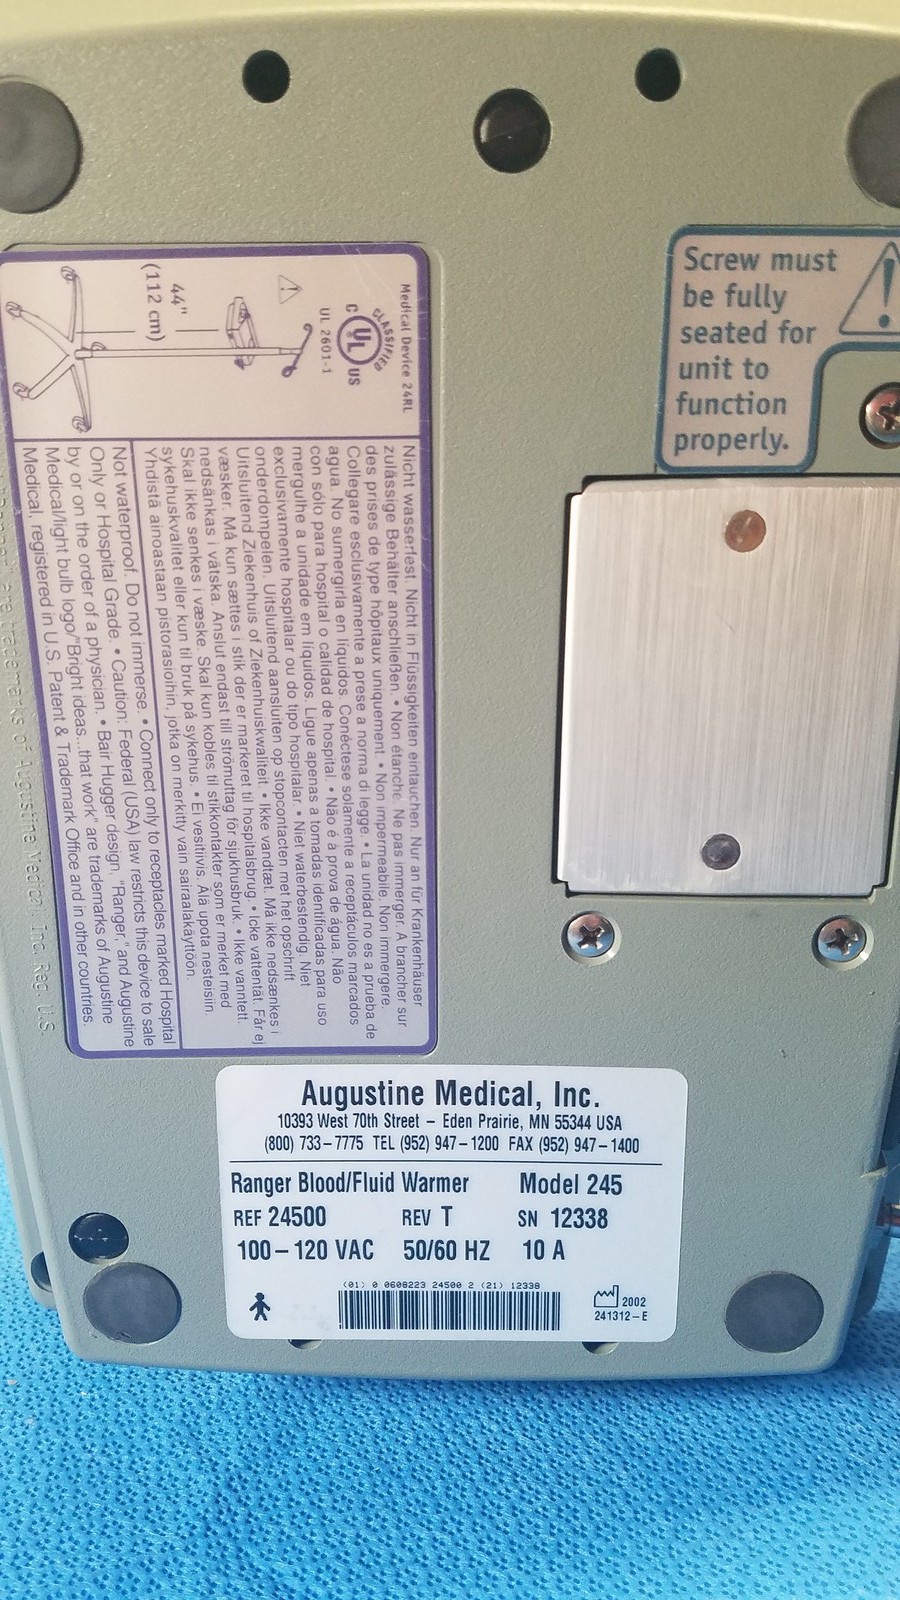 Screw must
be fully
seated for
unit to
function
properly.
Medical Device 24RL
CLASSIFIED
C UL US
UL 2601-1
44"
(112 cm)
Nicht wasserfest. Nicht in Flüssigkeiten eintauchen. Nur an für Krankenhäuser
zulässige Behälter anschließen. • Non étanche. Ne pas immerger. A brancher sur
des prises de type hôpitaux uniquement. • Non impermeabile. Non immergere.
Collegare esclusivamente a prese a norma di legge. • La unidad no es a prueba de
agua. No sumergirla en líquidos. Conéctese solamente a receptáculos marcados
con sólo para hospital o calidad de hospital. • Não é à prova de água. Não
mergulhe a unidade em líquidos. Ligue apenas a tomadas identificadas para uso
exclusivamente hospitalar ou do tipo hospitalar. • Niet waterbestendig. Niet
onderdompelen. Uitsluitend aansluiten op stopcontacten met het opschrift
Uitsluitend Ziekenhuis of Ziekenhuiskwaliteit. • Ikke vandtæt. Må ikke nedsænkes i
væsker. Må kun sættes i stik der er markeret til hospitalsbrug. • Icke vattentät. Får ej
nedsänkas i vätska. Anslut endast till strömuttag för sjukhusbruk. • Ikke vanntett.
Skal ikke senkes i væske. Skal kun kobles til stikkontakter som er merket med
sykehuskvalitet eller kun til bruk på sykehus. • Ei vesitiivis. Älä upota nesteisiin.
Yhdistä ainoastaan pistorasioihin, jotka on merkitty vain sairaalakäyttöön.
Not waterproof. Do not immerse. • Connect only to receptacles marked Hospital
Only or Hospital Grade. • Caution: Federal (USA) law restricts this device to sale
by or on the order of a physician. • Bair Hugger design, "Ranger," and Augustine
Medical/light bulb logo/"Bright ideas...that work" are trademarks of Augustine
Medical, registered in U.S. Patent & Trademark Office and in other countries.
are trademarks of Augustine Medical, Inc. Reg. U.S.
Augustine Medical, Inc.
10393 West 70th Street – Eden Prairie, MN 55344 USA
(800) 733–7775 TEL (952) 947–1200 FAX (952) 947–1400
Ranger Blood/Fluid Warmer Model 245
REF 24500 REV T SN 12338
100–120 VAC 50/60 HZ 10 A
(01) 0 0608223 24500 2 (21) 12338
2002
241312–E